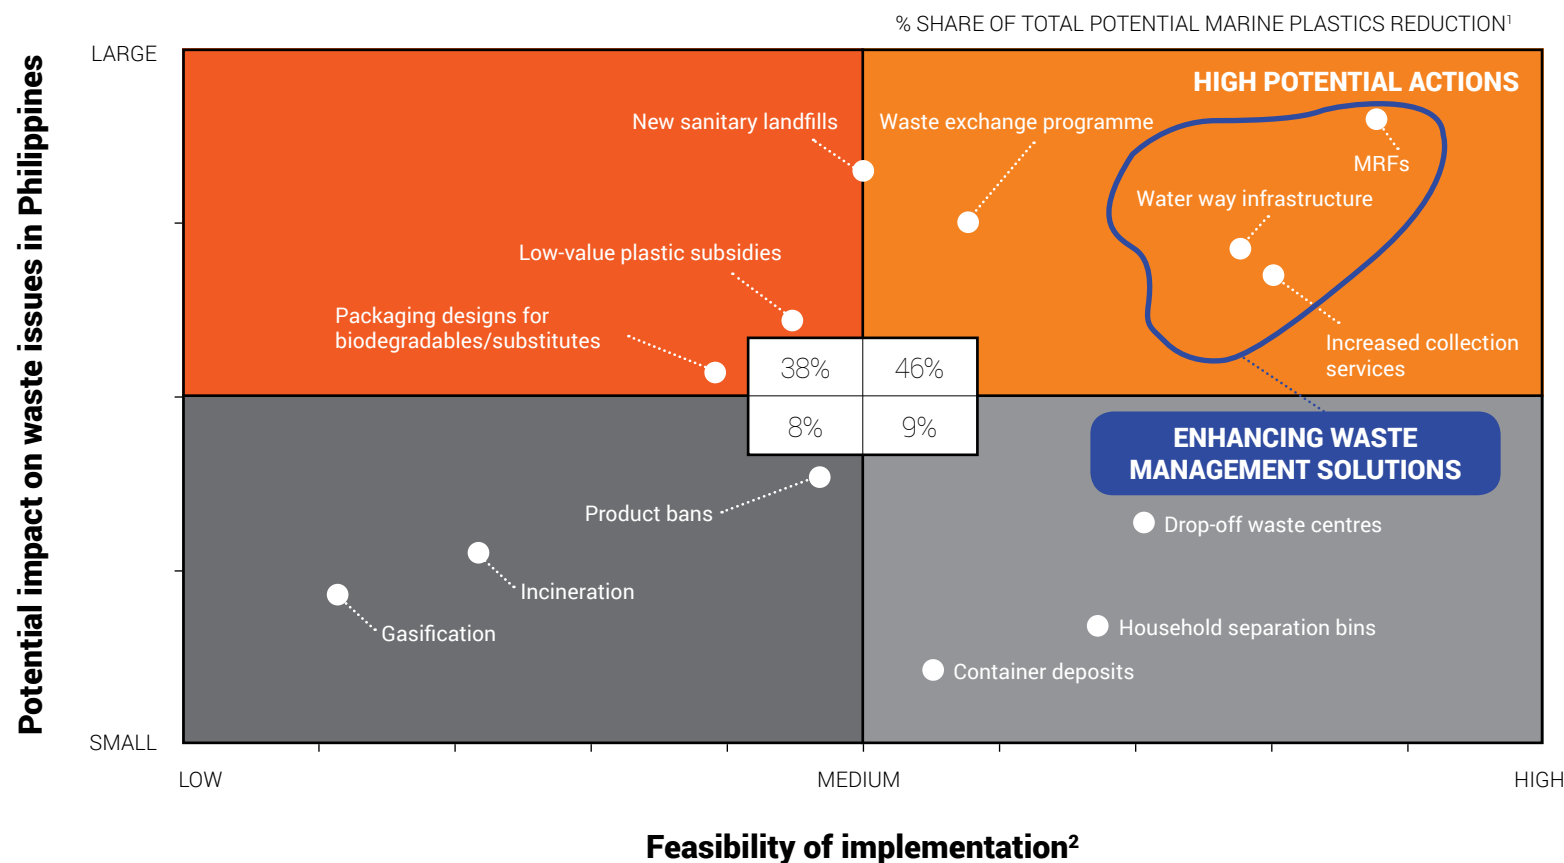 % SHARE OF TOTAL POTENTIAL MARINE PLASTICS REDUCTION¹
LARGE
HIGH POTENTIAL ACTIONS
New sanitary landfills
Waste exchange programme
MRFs
Water way infrastructure
Low-value plastic subsidies
Packaging designs for
biodegradables/substitutes
Increased collection
services
38%
46%
8%
9%
ENHANCING WASTE
MANAGEMENT SOLUTIONS
Product bans
Drop-off waste centres
Incineration
Gasification
Household separation bins
Container deposits
SMALL
LOW
MEDIUM
HIGH
Potential impact on waste issues in Philippines
Feasibility of implementation²